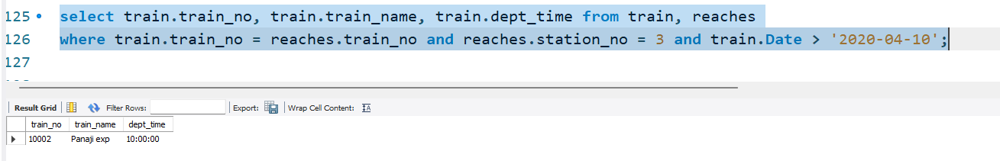 125 select train.train_no, train.train_name, train.dept_time from train, reaches
126 where train.train_no = reaches.train_no and reaches.station_no = 3 and train.Date > '2020-04-10';
127
Result Grid Filter Rows: Export: Wrap Cell Content:
train_no train_name dept_time
10002 Panaji exp 10:00:00